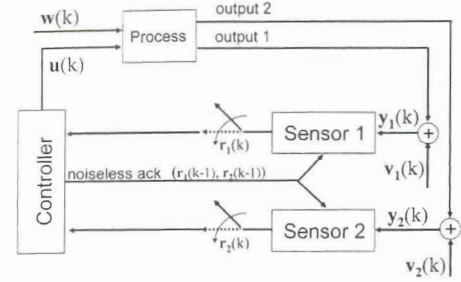 w(k)
output 2
Process
output 1
u(k)
Controller
r₁(k)
Sensor 1
y₁(k)
+
v₁(k)
noiseless ack (r₁(k-1), r₂(k-1))
r₂(k)
Sensor 2
y₂(k)
+
v₂(k)